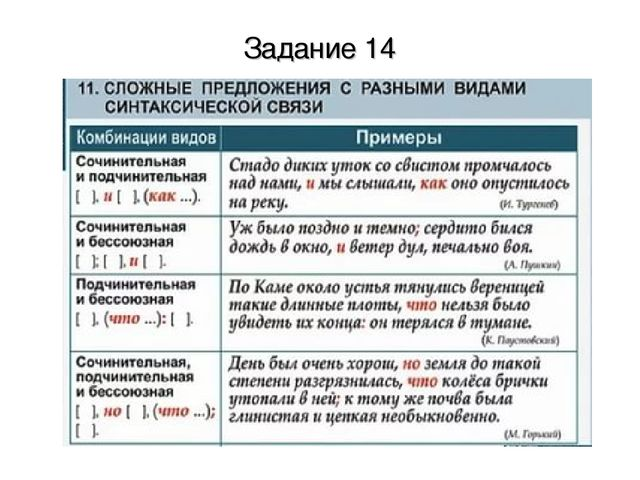 Задание 14
11. СЛОЖНЫЕ ПРЕДЛОЖЕНИЯ С РАЗНЫМИ ВИДАМИ
СИНТАКСИЧЕСКОЙ СВЯЗИ
Комбинации видов
Примеры
Сочинительная
и подчинительная
[ ], и [ ], (как ...).
Стадо диких уток со свистом промчалось
над нами, и мы слышали, как оно опустилось
на реку.
(И. Тургенев)
Сочинительная
и бессоюзная
[ ]; [ ], и [ ].
Уж было поздно и темно; сердито бился
дождь в окно, и ветер дул, печально воя.
(А. Пушкин)
Подчинительная
и бессоюзная
[ ], (что ...): [ ].
По Каме около устья тянулись вереницей
такие длинные плоты, что нельзя было
увидеть их конца: он терялся в тумане.
(К. Паустовский)
Сочинительная,
подчинительная
и бессоюзная
[ ], но [ ], (что ...);
[ ].
День был очень хорош, но земля до такой
степени разгрязнилась, что колёса брички
утопали в ней; к тому же почва была
глинистая и цепкая необыкновенно.
(М. Горький)